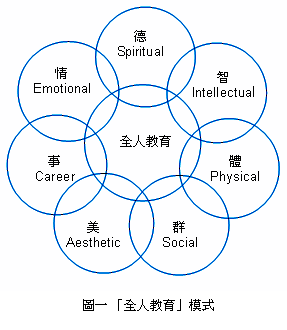 德
Spiritual
情
Emotional
智
Intellectual
全人教育
事
Career
體
Physical
美
Aesthetic
群
Social
圖一「全人教育」模式